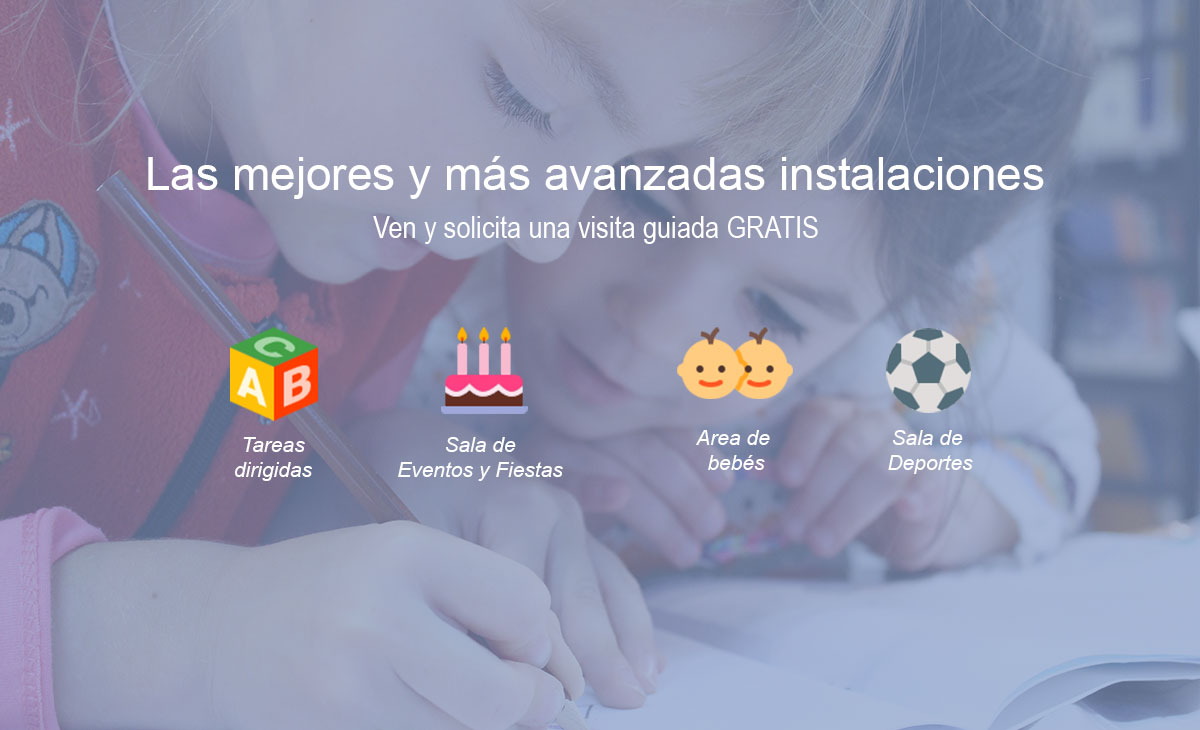 Las mejores y más avanzadas instalaciones
Ven y solicita una visita guiada GRATIS
C
A B
Tareas
dirigidas
Sala de
Eventos y Fiestas
Area de
bebés
Sala de
Deportes